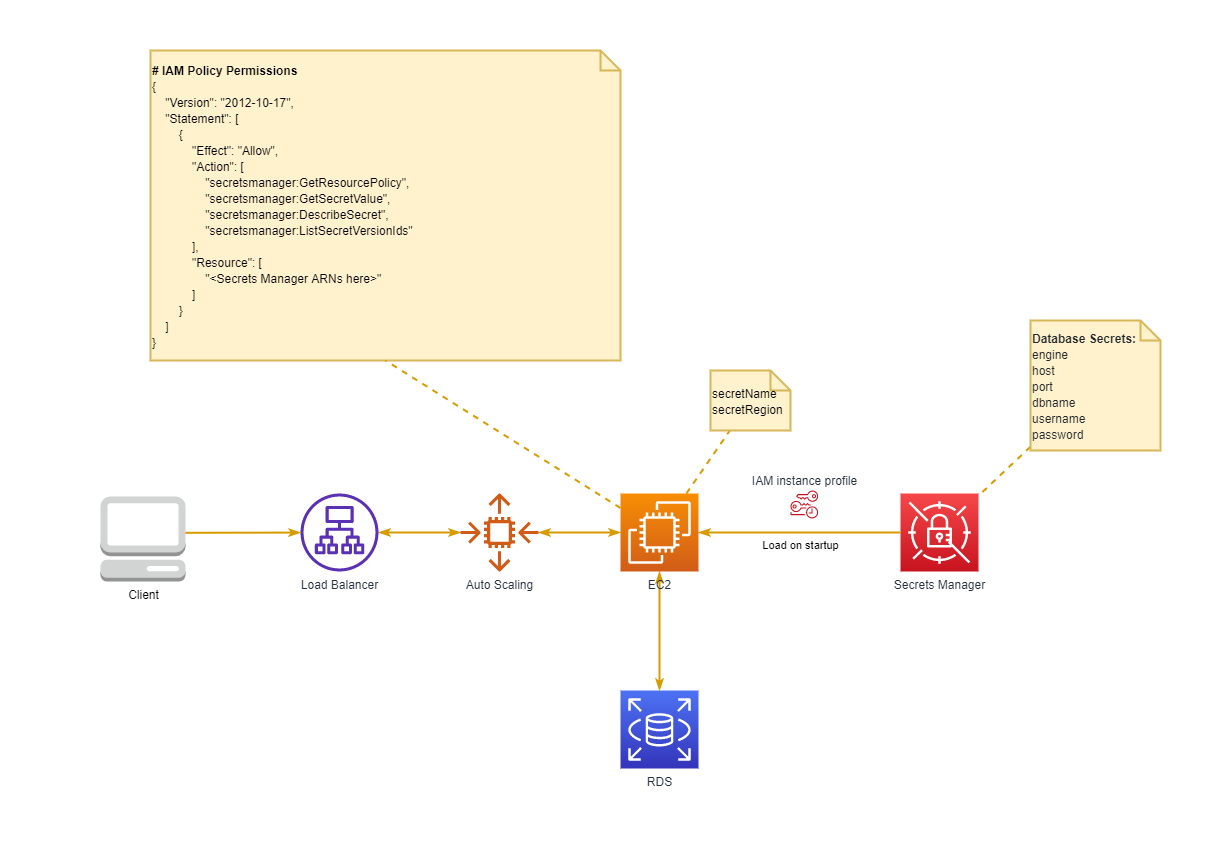 # IAM Policy Permissions
{
"Version": "2012-10-17",
"Statement": [
{
"Effect": "Allow",
"Action": [
"secretsmanager:GetResourcePolicy",
"secretsmanager:GetSecretValue",
"secretsmanager:DescribeSecret",
"secretsmanager:ListSecretVersionIds"
],
"Resource": [
"<Secrets Manager ARNs here>"
]
}
]
}
Database Secrets:
engine
host
port
dbname
username
password
secretName
secretRegion
IAM instance profile
Load on startup
Client
Load Balancer
Auto Scaling
EC2
Secrets Manager
RDS